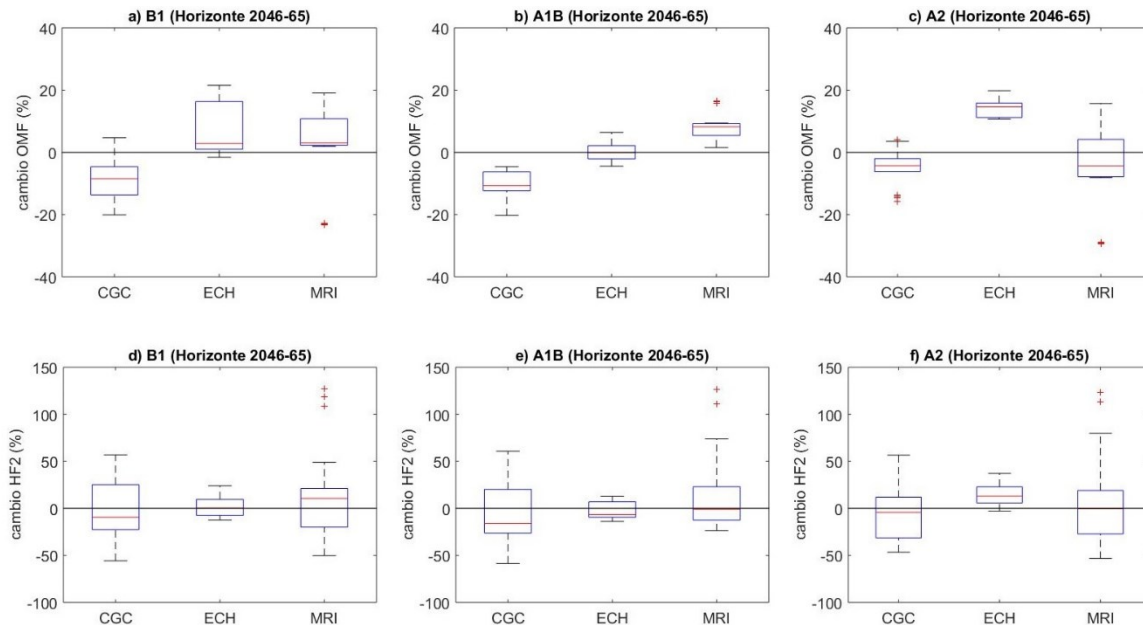 a) B1 (Horizonte 2046-65)
cambio OMF (%)
40
20
0
-20
-40
CGC ECH MRI
b) A1B (Horizonte 2046-65)
cambio OMF (%)
40
20
0
-20
-40
CGC ECH MRI
c) A2 (Horizonte 2046-65)
cambio OMF (%)
40
20
0
-20
-40
CGC ECH MRI
d) B1 (Horizonte 2046-65)
cambio HF2 (%)
150
100
50
0
-50
-100
CGC ECH MRI
e) A1B (Horizonte 2046-65)
cambio HF2 (%)
150
100
50
0
-50
-100
CGC ECH MRI
f) A2 (Horizonte 2046-65)
cambio HF2 (%)
150
100
50
0
-50
-100
CGC ECH MRI